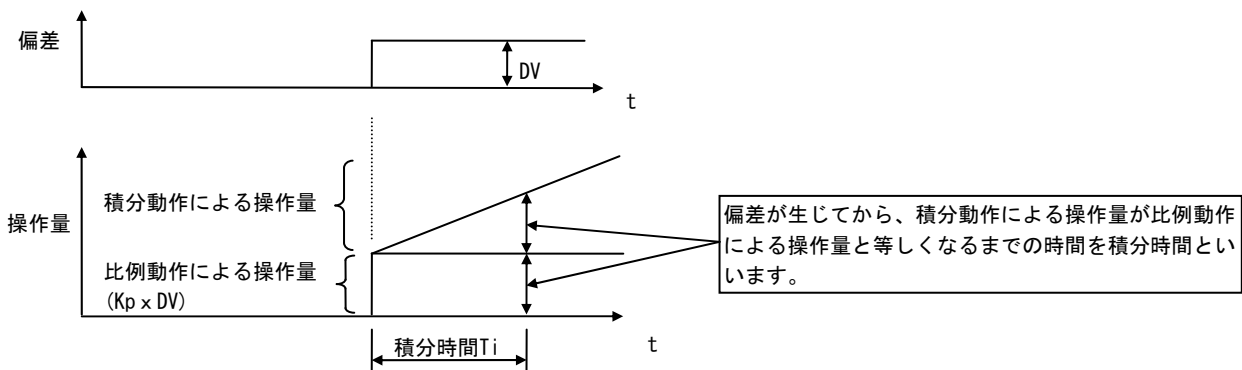 偏差
DV
t
積分動作による操作量
操作量
比例動作による操作量
(Kp x DV)
偏差が生じてから、積分動作による操作量が比例動作
による操作量と等しくなるまでの時間を積分時間とい
います。
積分時間Ti
t